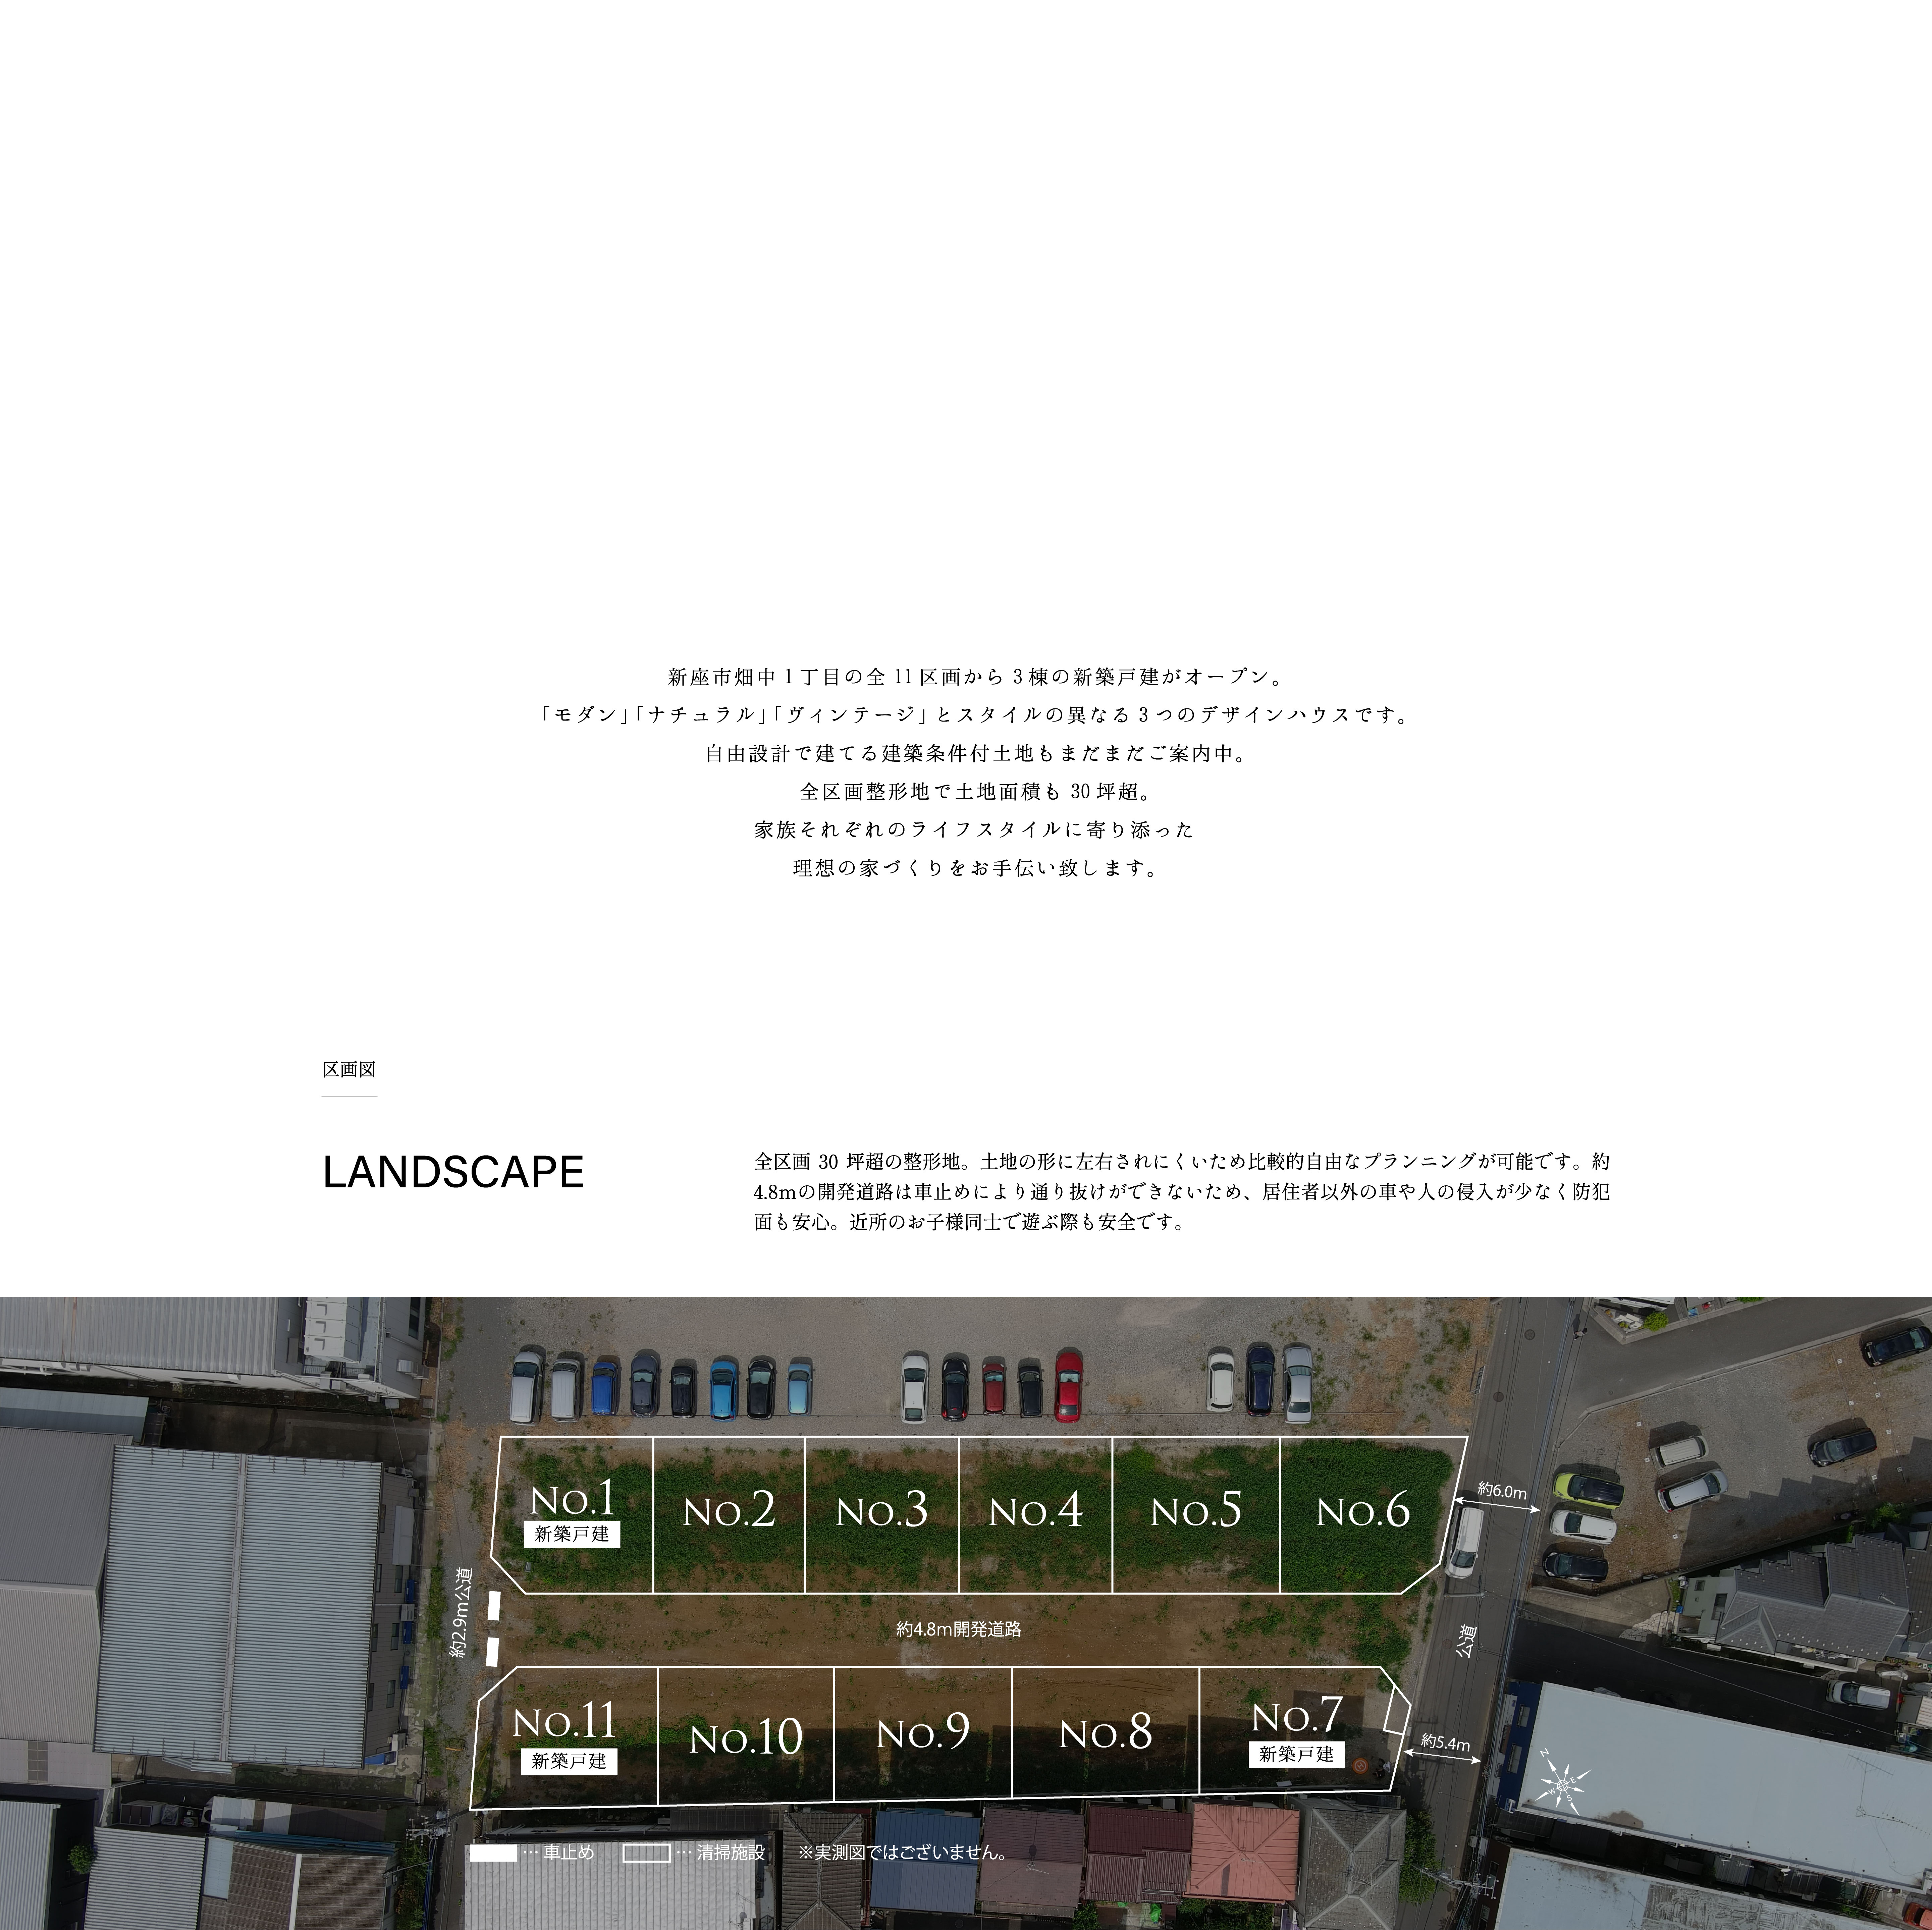 新座市畑中1丁目の全11区画から3棟の新築戸建がオープン。
「モダン」「ナチュラル」「ヴィンテージ」とスタイルの異なる3つのデザインハウスです。
自由設計で建てる建築条件付土地もまだまだご案内中。
全区画整形地で土地面積も30坪超。
家族それぞれのライフスタイルに寄り添った
理想の家づくりをお手伝い致します。
区画図
LANDSCAPE
全区画 30 坪超の整形地。土地の形に左右されにくいため比較的自由なプランニングが可能です。約
4.8mの開発道路は車止めにより通り抜けができないため、居住者以外の車や人の侵入が少なく防犯
面も安心。近所のお子様同士で遊ぶ際も安全です。
No.1
新築戸建
No.2
No.3
No.4
No.5
No.6
約6.0m
約2.9m公道
約4.8m開発道路
公道
No.11
新築戸建
No.10
No.9
No.8
No.7
新築戸建
約5.4m
N
E
W
S
… 車止め
… 清掃施設
※実測図ではございません。